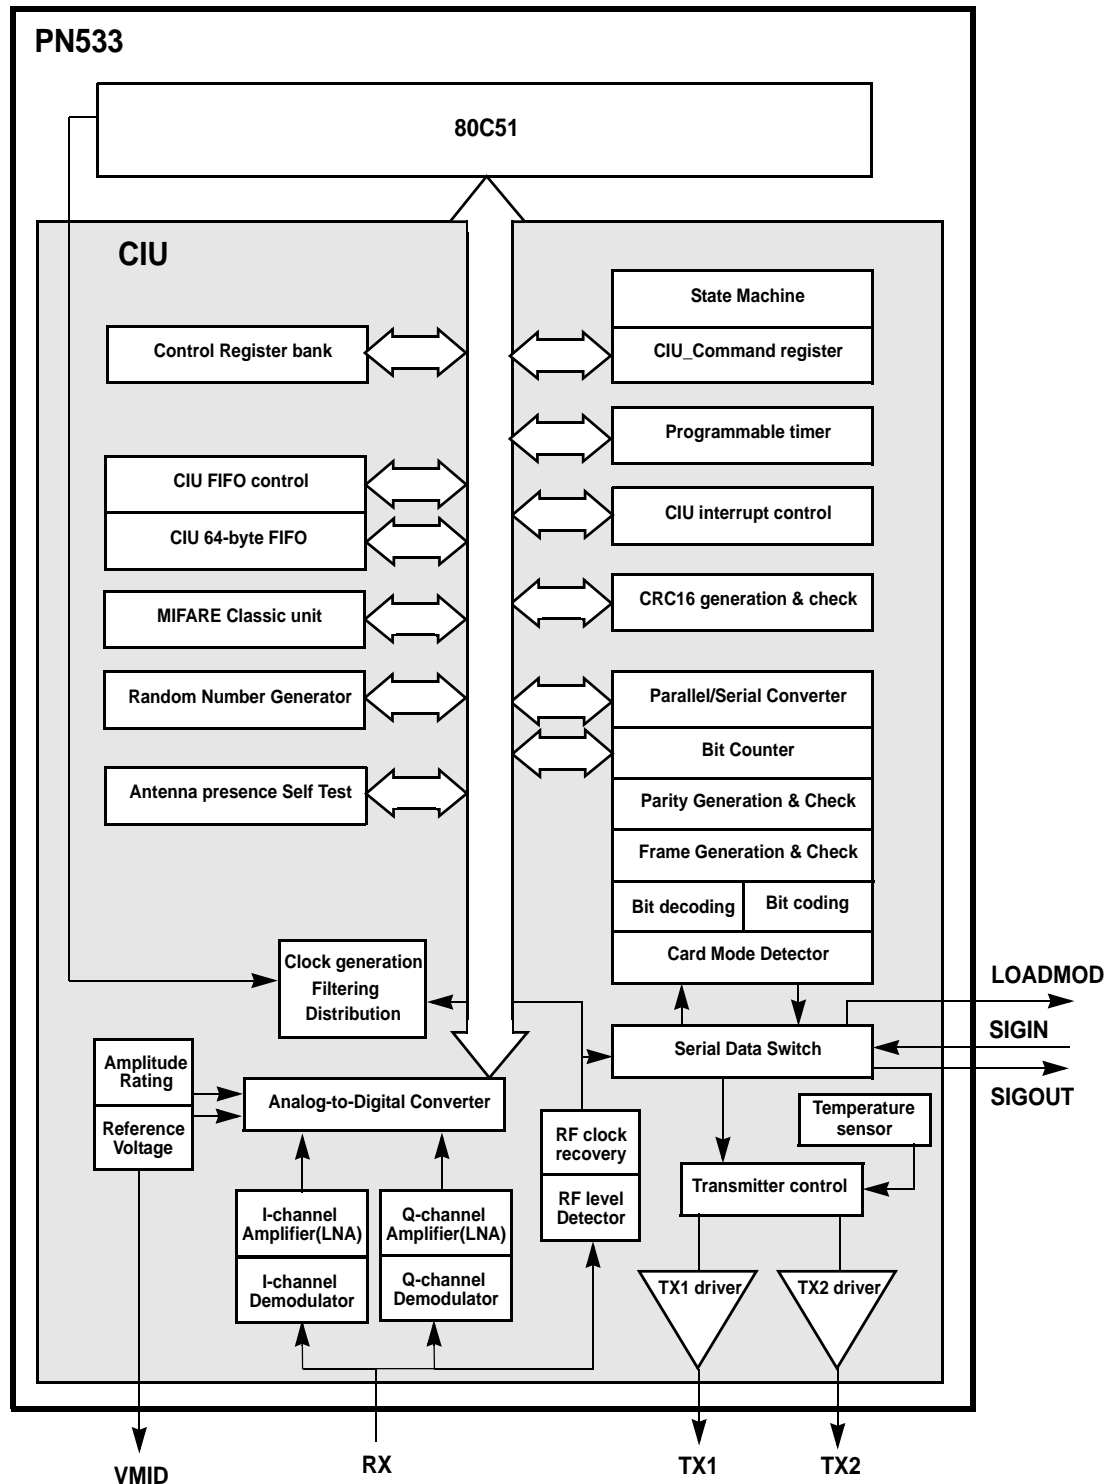 PN533
80C51
CIU
State Machine
Control Register bank
CIU_Command register
Programmable timer
CIU FIFO control
CIU interrupt control
CIU 64-byte FIFO
CRC16 generation & check
MIFARE Classic unit
Random Number Generator
Parallel/Serial Converter
Bit Counter
Antenna presence Self Test
Parity Generation & Check
Frame Generation & Check
Bit decoding
Bit coding
Card Mode Detector
Clock generation
Filtering
Distribution
LOADMOD
SIGIN
SIGOUT
Serial Data Switch
Amplitude
Rating
Reference
Voltage
Analog-to-Digital Converter
Temperature
sensor
RF clock
recovery
RF level
Detector
Transmitter control
I-channel
Amplifier(LNA)
Q-channel
Amplifier(LNA)
I-channel
Demodulator
Q-channel
Demodulator
TX1 driver
TX2 driver
VMID
RX
TX1
TX2